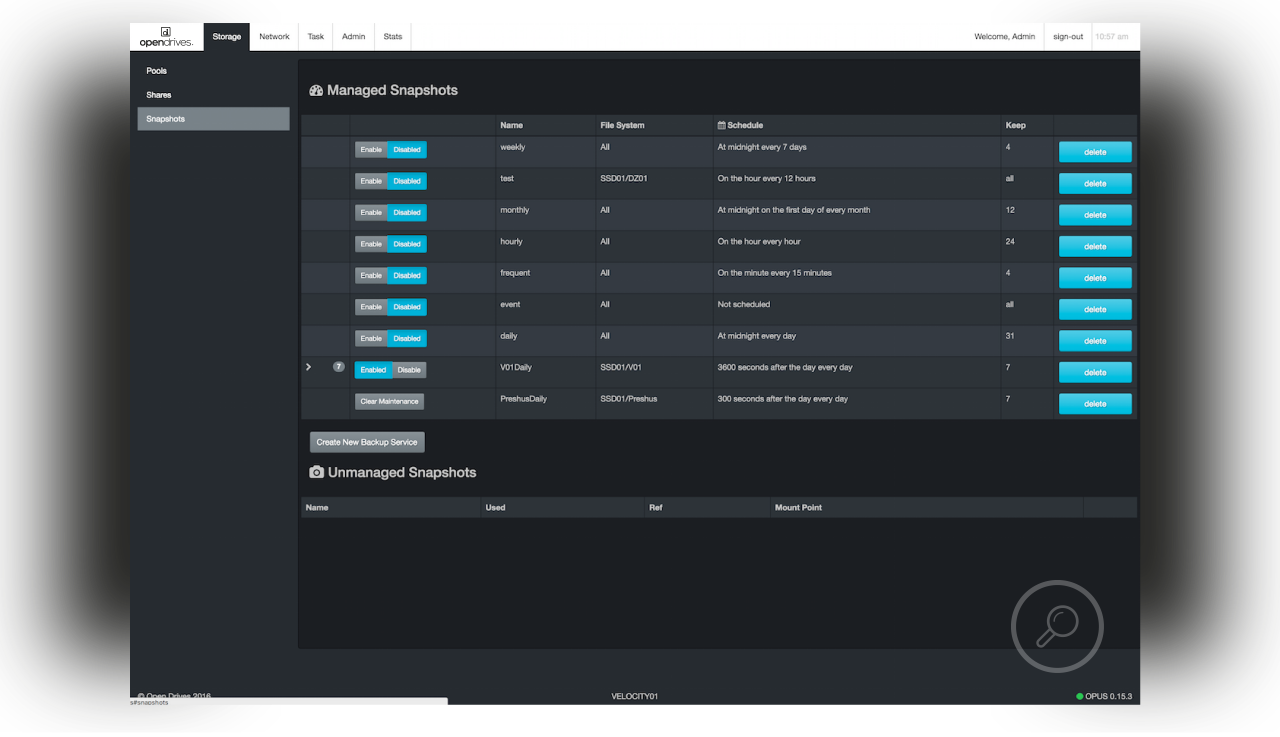 opendrives.
Storage Network Task Admin Stats Welcome, Admin sign-out 10:57 am
Pools
Shares
Snapshots
Managed Snapshots
Name File System Schedule Keep
Enable Disabled weekly All At midnight every 7 days 4 delete
Enable Disabled test SSD01/DZ01 On the hour every 12 hours all delete
Enable Disabled monthly All At midnight on the first day of every month 12 delete
Enable Disabled hourly All On the hour every hour 24 delete
Enable Disabled frequent All On the minute every 15 minutes 4 delete
Enable Disabled event All Not scheduled all delete
Enable Disabled daily All At midnight every day 31 delete
7 Enabled Disable V01Daily SSD01/V01 3600 seconds after the day every day 7 delete
Clear Maintenance PreshusDaily SSD01/Preshus 300 seconds after the day every day 7 delete
Create New Backup Service
Unmanaged Snapshots
Name Used Ref Mount Point
© Open Drives 2016 VELOCITY01 OPUS 0.15.3
s#snapshots